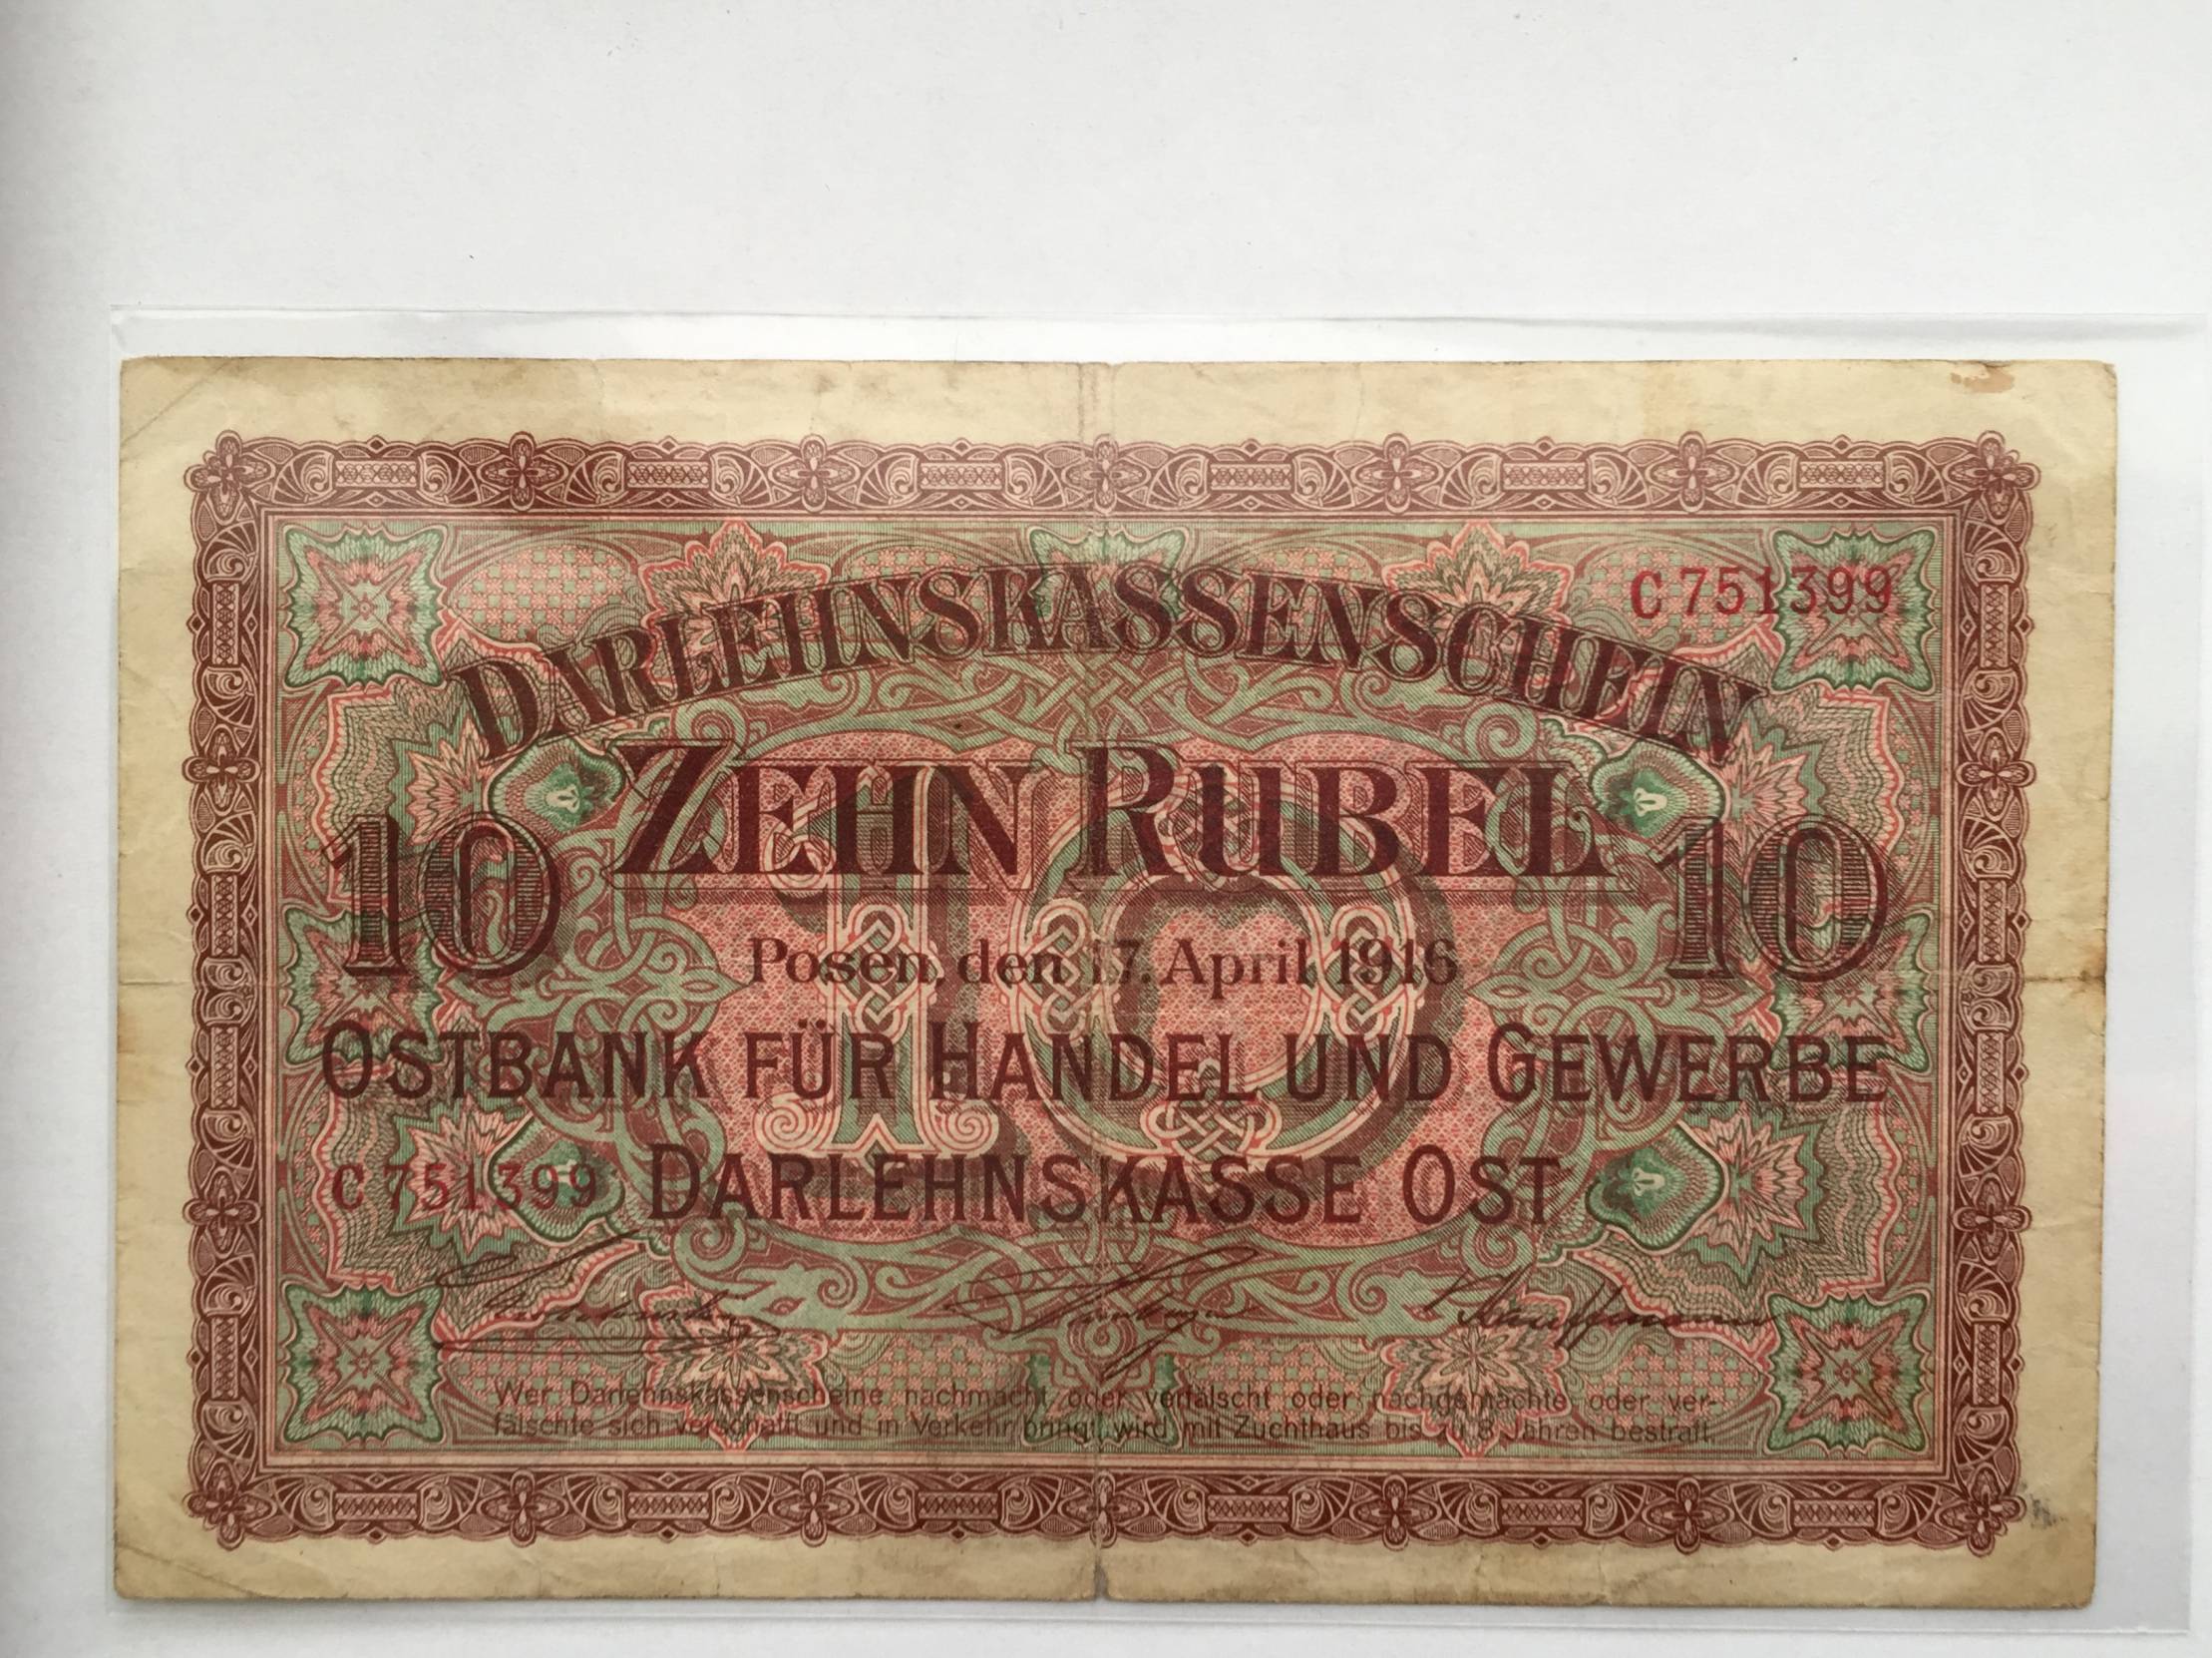 DARLEHNSKASSENSCHEIN
C 751399
ZEHN RUBEL
10 10
Posen, den 17. April 1916
OSTBANK FÜR HANDEL UND GEWERBE
C 751399 DARLEHNSKASSE OST
Kauffmann
Wer Darlehnskassenscheine nachmacht oder verfälscht oder nachgemachte oder ver-
fälschte sich verschafft und in Verkehr bringt, wird mit Zuchthaus bis zu 8 Jahren bestraft.
10